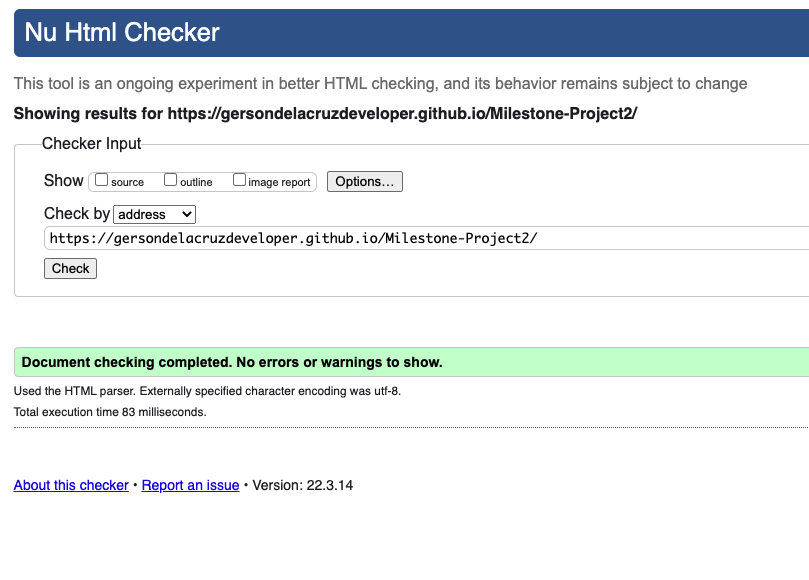 Nu Html Checker
This tool is an ongoing experiment in better HTML checking, and its behavior remains subject to change
Showing results for https://gersondelacruzdeveloper.github.io/Milestone-Project2/
Checker Input
Show source outline image report Options…
Check by address
https://gersondelacruzdeveloper.github.io/Milestone-Project2/
Check
Document checking completed. No errors or warnings to show.
Used the HTML parser. Externally specified character encoding was utf-8.
Total execution time 83 milliseconds.
About this checker • Report an issue • Version: 22.3.14